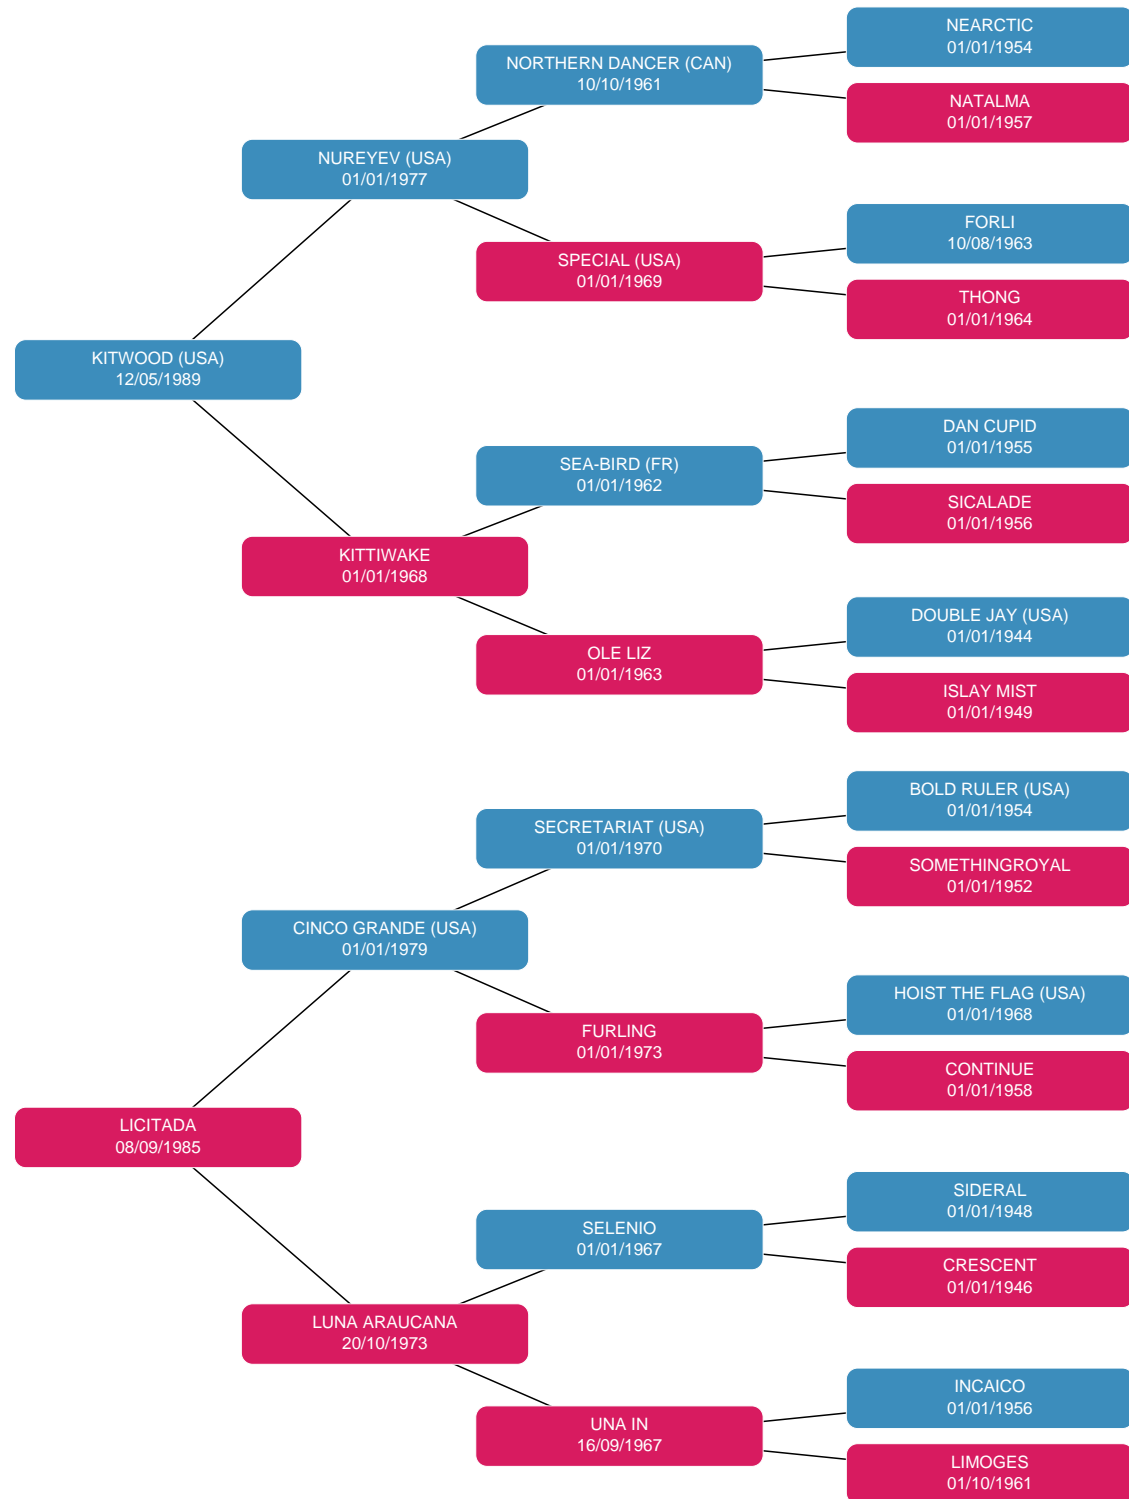 NEARCTIC
01/01/1954
NORTHERN DANCER (CAN)
10/10/1961
NATALMA
01/01/1957
NUREYEV (USA)
01/01/1977
FORLI
10/08/1963
SPECIAL (USA)
01/01/1969
THONG
01/01/1964
KITWOOD (USA)
12/05/1989
DAN CUPID
01/01/1955
SEA-BIRD (FR)
01/01/1962
SICALADE
01/01/1956
KITTIWAKE
01/01/1968
DOUBLE JAY (USA)
01/01/1944
OLE LIZ
01/01/1963
ISLAY MIST
01/01/1949
BOLD RULER (USA)
01/01/1954
SECRETARIAT (USA)
01/01/1970
SOMETHINGROYAL
01/01/1952
CINCO GRANDE (USA)
01/01/1979
HOIST THE FLAG (USA)
01/01/1968
FURLING
01/01/1973
CONTINUE
01/01/1958
LICITADA
08/09/1985
SIDERAL
01/01/1948
SELENIO
01/01/1967
CRESCENT
01/01/1946
LUNA ARAUCANA
20/10/1973
INCAICO
01/01/1956
UNA IN
16/09/1967
LIMOGES
01/10/1961